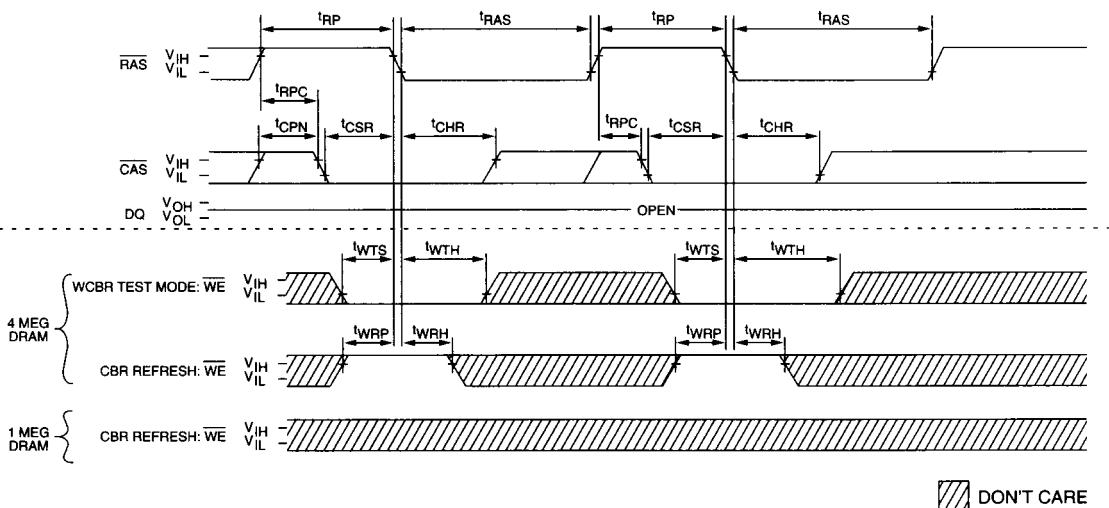 tRP tRAS tRP tRAS
RAS VIH VIL
tRPC
tCPN tCSR tCHR tRPC tCSR tCHR
CAS VIH VIL
DQ VOH VOL OPEN
tWTS tWTH tWTS tWTH
WCBR TEST MODE: WE VIH VIL
4 MEG DRAM
tWRP tWRH tWRP tWRH
CBR REFRESH: WE VIH VIL
1 MEG DRAM
CBR REFRESH: WE VIH VIL
DON'T CARE